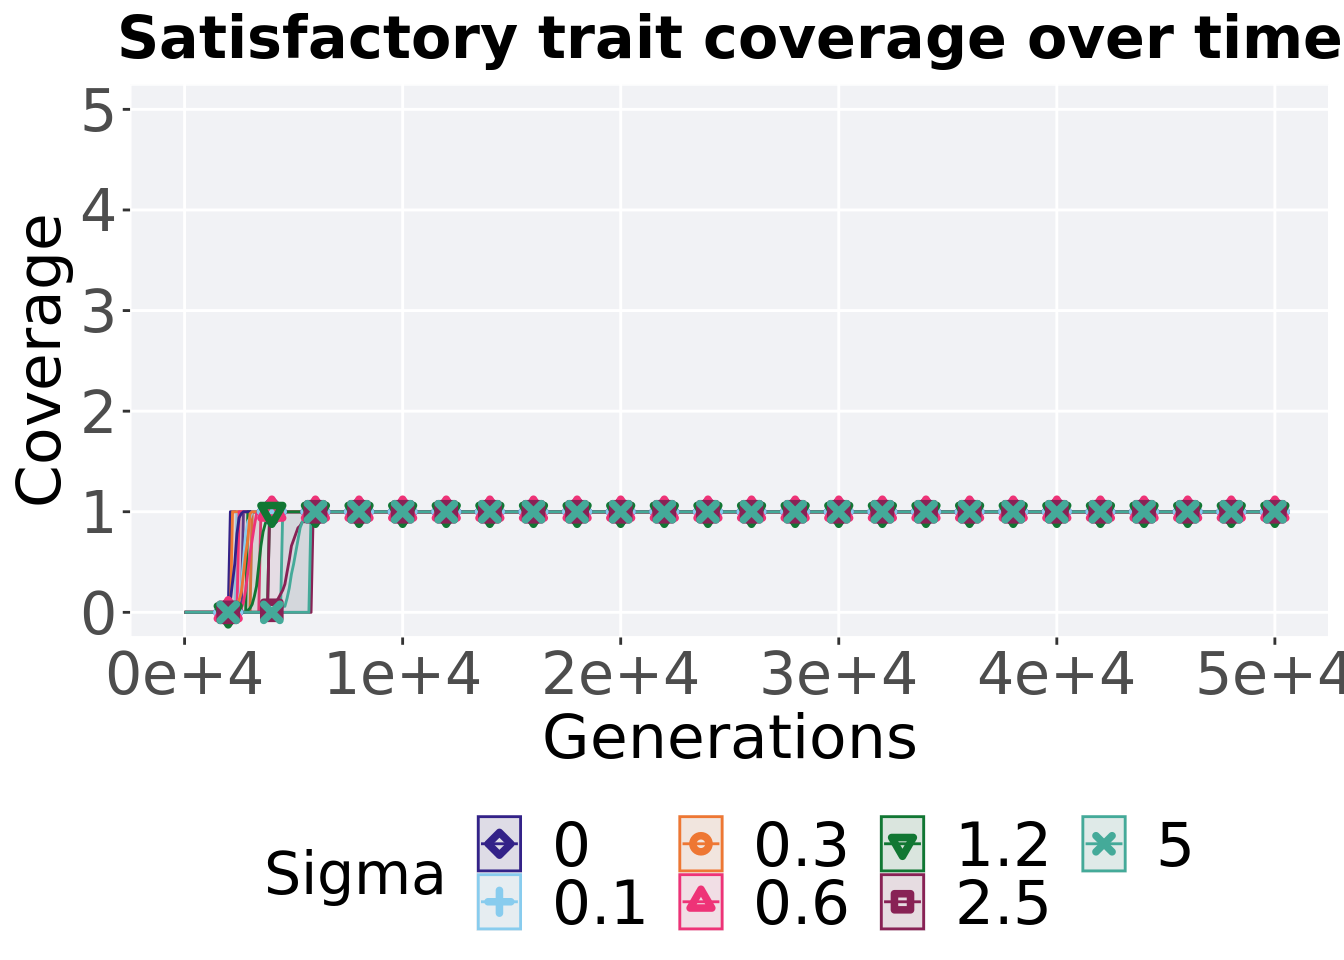 Satisfactory trait coverage over time
5
4
3
2
1
0
Coverage
0e+4 1e+4 2e+4 3e+4 4e+4 5e+4
Generations
Sigma
0 0.3 1.2 5
0.1 0.6 2.5